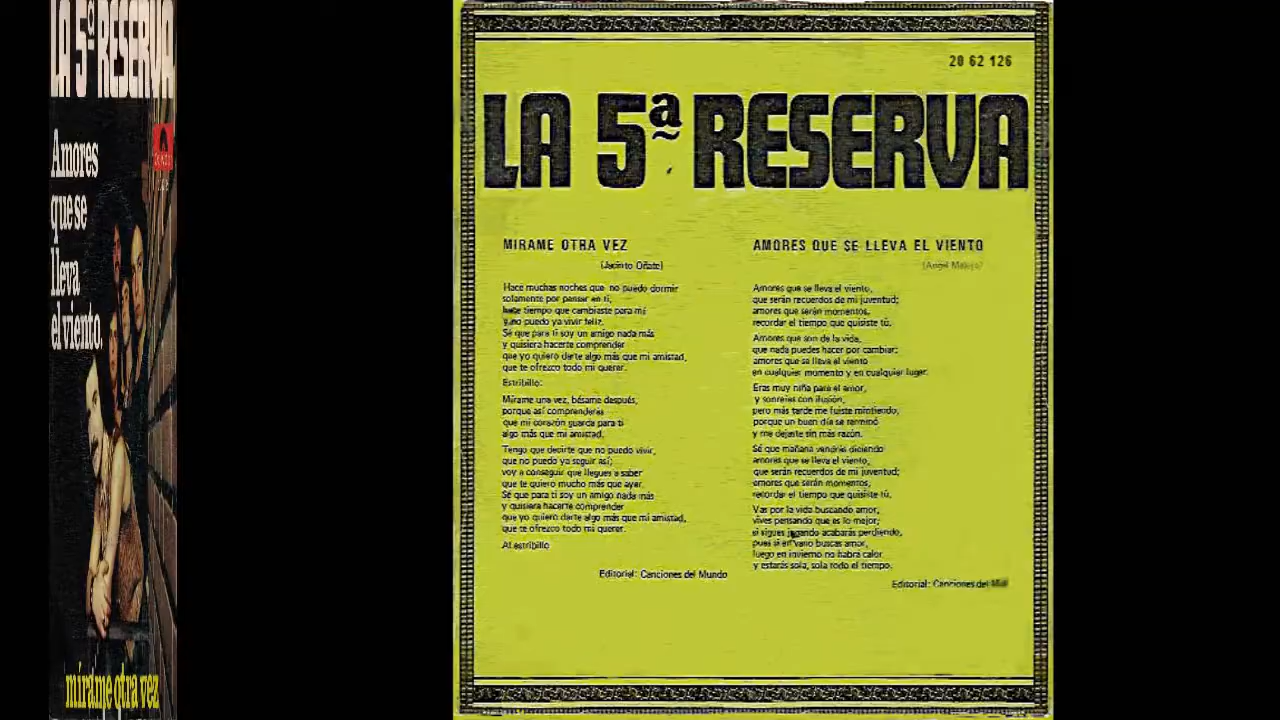 LA 5ª RESERVA
Amores
que se
lleva
el viento.
mírame otra vez
20 62 126
LA 5ª RESERVA
MIRAME OTRA VEZ
(Jacinto Oñate)
Hace muchas noches que no puedo dormir
solamente por pensar en ti,
hace tiempo que cambiaste para mí
y no puedo ya vivir feliz.
Sé que para ti soy un amigo nada más
y quisiera hacerte comprender
que yo quiero darte algo más que mi amistad,
que te ofrezco todo mi querer.
Estribillo:
Mírame una vez, bésame después,
porque así comprenderás
que mi corazón guarda para ti
algo más que mi amistad.
Tengo que decirte que no puedo vivir,
que no puedo ya seguir así;
voy a conseguir que llegues a saber
que te quiero mucho más que ayer.
Sé que para ti soy un amigo nada más
y quisiera hacerte comprender
que yo quiero darte algo más que mi amistad,
que te ofrezco todo mi querer.
Al estribillo
Editorial: Canciones del Mundo
AMORES QUE SE LLEVA EL VIENTO
Amores que se lleva el viento,
que serán recuerdos de mi juventud;
amores que serán momentos,
recordar el tiempo que quisiste tú.
Amores que son de la vida,
que nada puedes hacer por cambiar;
amores que se lleva el viento
en cualquier momento y en cualquier lugar.
Eras muy niña para el amor,
y sonreías con ilusión,
pero más tarde me fuiste mintiendo,
porque un buen día se terminó
y me dejaste sin más razón.
Sé que mañana vendrás diciendo
amores que se lleva el viento,
que serán recuerdos de mi juventud;
amores que serán momentos,
recordar el tiempo que quisiste tú.
Vas por la vida buscando amor,
vives pensando que es lo mejor;
si sigues jugando acabarás perdiendo,
pues si en vano buscas amor,
luego en invierno no habrá calor
y estarás sola, sola todo el tiempo.
Editorial: Canciones del